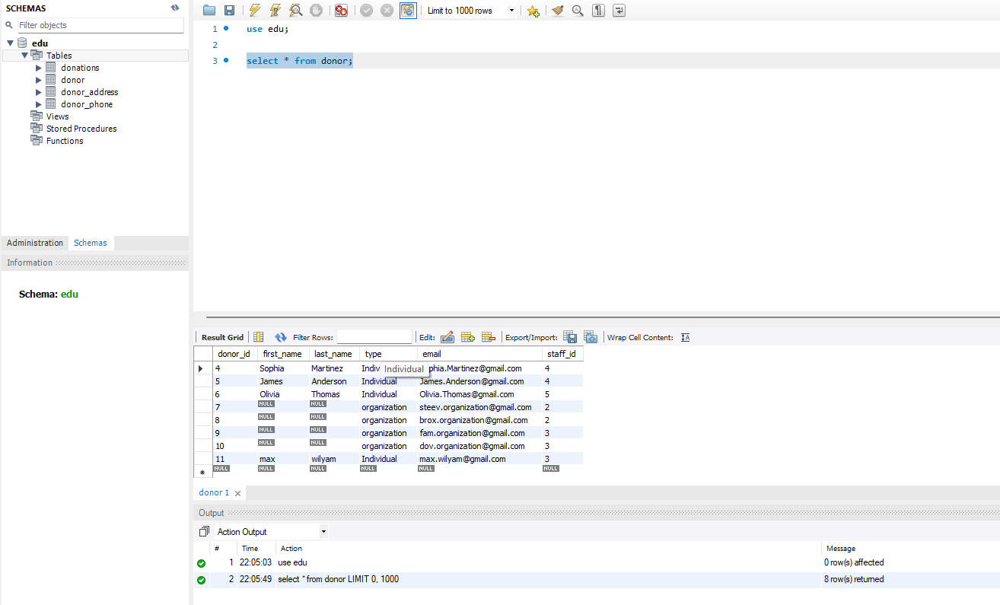 SCHEMAS
Filter objects
edu
Tables
donations
donor
donor_address
donor_phone
Views
Stored Procedures
Functions
Administration Schemas
Information
Schema: edu
Limit to 1000 rows
1 use edu;
2
3 select * from donor;
Result Grid Filter Rows: Edit: Export/Import: Wrap Cell Content:
donor_id first_name last_name type email staff_id
4 Sophia Martinez Indiv Individual phia.Martinez@gmail.com 4
5 James Anderson Individual James.Anderson@gmail.com 4
6 Olivia Thomas Individual Olivia.Thomas@gmail.com 5
7 NULL NULL organization steev.organization@gmail.com 2
8 NULL NULL organization brox.organization@gmail.com 2
9 NULL NULL organization fam.organization@gmail.com 3
10 NULL NULL organization dov.organization@gmail.com 3
11 max wilyam Individual max.wilyam@gmail.com 3
NULL NULL NULL NULL NULL NULL
donor 1
Output
Action Output
# Time Action Message
1 22:05:03 use edu 0 row(s) affected
2 22:05:49 select * from donor LIMIT 0, 1000 8 row(s) returned